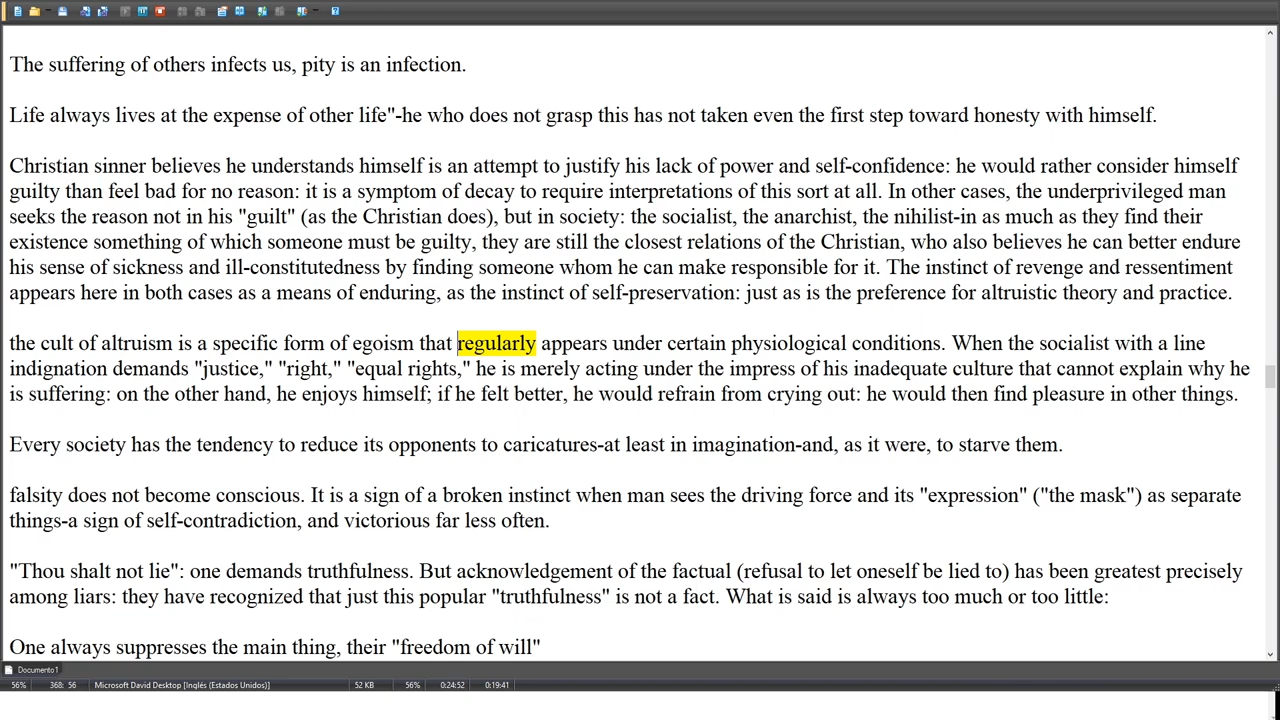 The suffering of others infects us, pity is an infection.
Life always lives at the expense of other life"-he who does not grasp this has not taken even the first step toward honesty with himself.
Christian sinner believes he understands himself is an attempt to justify his lack of power and self-confidence: he would rather consider himself
guilty than feel bad for no reason: it is a symptom of decay to require interpretations of this sort at all. In other cases, the underprivileged man
seeks the reason not in his "guilt" (as the Christian does), but in society: the socialist, the anarchist, the nihilist-in as much as they find their
existence something of which someone must be guilty, they are still the closest relations of the Christian, who also believes he can better endure
his sense of sickness and ill-constitutedness by finding someone whom he can make responsible for it. The instinct of revenge and ressentiment
appears here in both cases as a means of enduring, as the instinct of self-preservation: just as is the preference for altruistic theory and practice.
the cult of altruism is a specific form of egoism that regularly appears under certain physiological conditions. When the socialist with a line
indignation demands "justice," "right," "equal rights," he is merely acting under the impress of his inadequate culture that cannot explain why he
is suffering: on the other hand, he enjoys himself; if he felt better, he would refrain from crying out: he would then find pleasure in other things.
Every society has the tendency to reduce its opponents to caricatures-at least in imagination-and, as it were, to starve them.
falsity does not become conscious. It is a sign of a broken instinct when man sees the driving force and its "expression" ("the mask") as separate
things-a sign of self-contradiction, and victorious far less often.
"Thou shalt not lie": one demands truthfulness. But acknowledgement of the factual (refusal to let oneself be lied to) has been greatest precisely
among liars: they have recognized that just this popular "truthfulness" is not a fact. What is said is always too much or too little:
One always suppresses the main thing, their "freedom of will"
Documento1
56% 368: 56 Microsoft David Desktop [Inglés (Estados Unidos)] 52 KB 56% 0:24:52 0:19:41